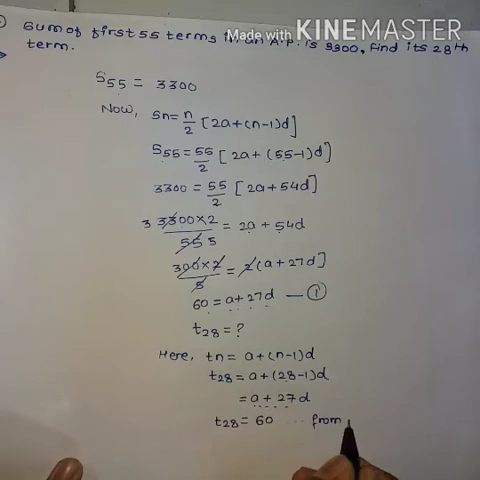 Made with KINEMASTER
Sum of first 55 terms in an A.P. is 3300, find its 28th
term.
S55 = 3300
Now, Sn = n/2 [2a+(n-1)d]
S55 = 55/2 [2a+(55-1)d]
3300 = 55/2 [2a+54d]
3 3300×2/55 5 = 2a+54d
300×2/5 = 2(a+27d]
60 = a+27d — ①
t28 = ?
Here, tn = a+(n-1)d
t28 = a+(28-1)d
= a+27d
t28 = 60 ... from